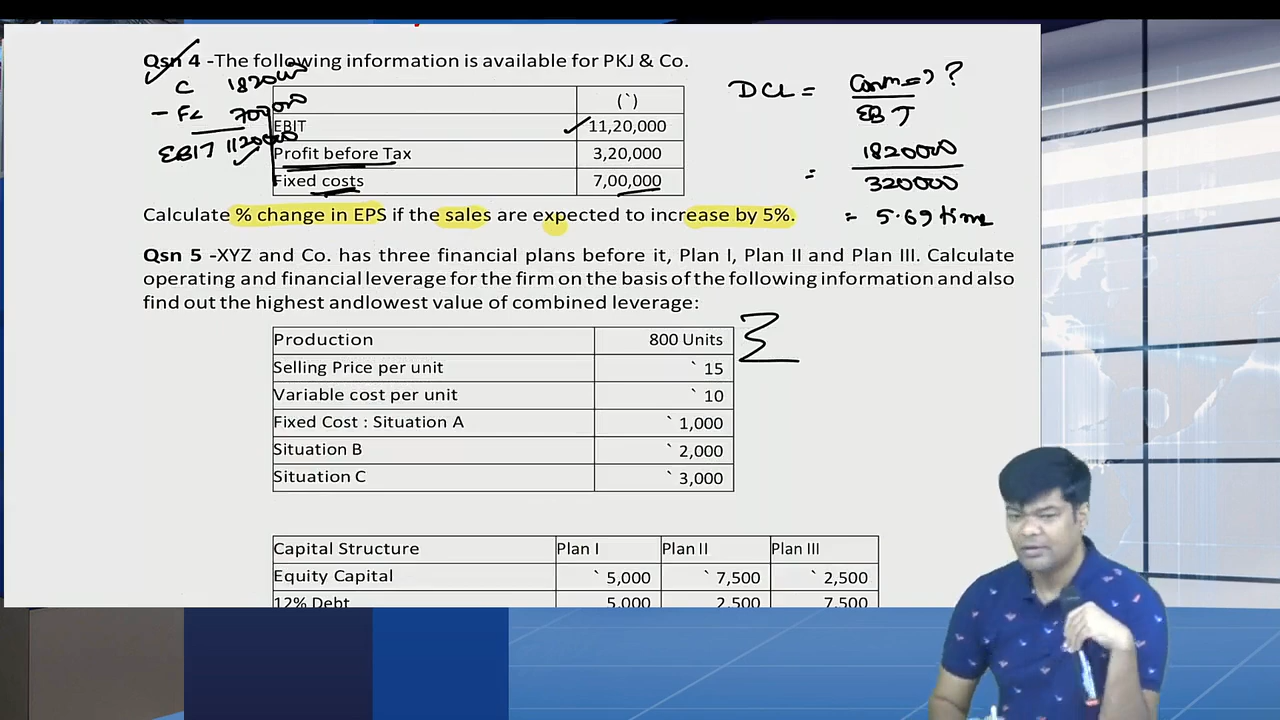 Qsn 4 -The following information is available for PKJ & Co.
C 1820000
- FC 700000
EBIT 1120000
(`)
EBIT 11,20,000
Profit before Tax 3,20,000
Fixed costs 7,00,000
Calculate % change in EPS if the sales are expected to increase by 5%.
DCL = Conm=> ?
EBT
= 1820000
320000
= 5.69 time
Qsn 5 -XYZ and Co. has three financial plans before it, Plan I, Plan II and Plan III. Calculate
operating and financial leverage for the firm on the basis of the following information and also
find out the highest andlowest value of combined leverage:
Production 800 Units
Selling Price per unit ` 15
Variable cost per unit ` 10
Fixed Cost : Situation A ` 1,000
Situation B ` 2,000
Situation C ` 3,000
Capital Structure Plan I Plan II Plan III
Equity Capital ` 5,000 ` 7,500 ` 2,500
12% Debt 5,000 2,500 7,500